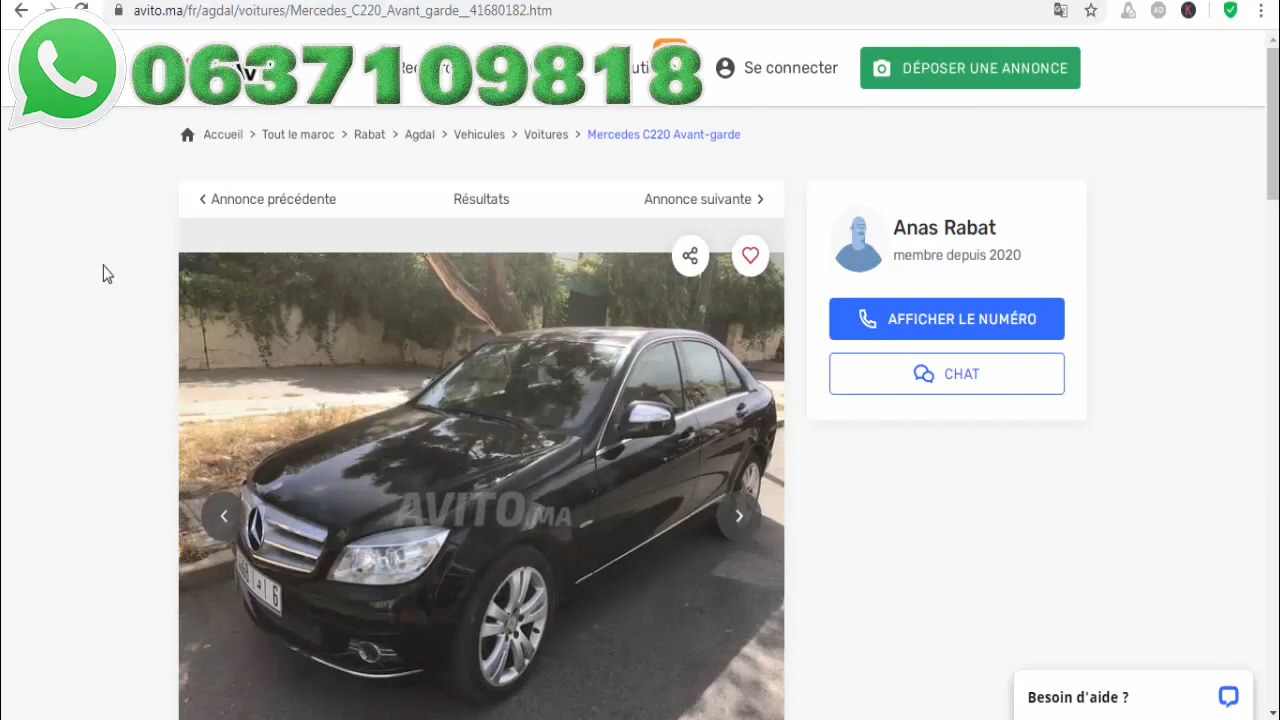 avito.ma/fr/agdal/voitures/Mercedes_C220_Avant_garde__41680182.htm
0637109818
Se connecter
DÉPOSER UNE ANNONCE
Accueil > Tout le maroc > Rabat > Agdal > Vehicules > Voitures > Mercedes C220 Avant-garde
Annonce précédente
Résultats
Annonce suivante
Anas Rabat
membre depuis 2020
AFFICHER LE NUMÉRO
CHAT
AVITO.MA
Besoin d'aide ?